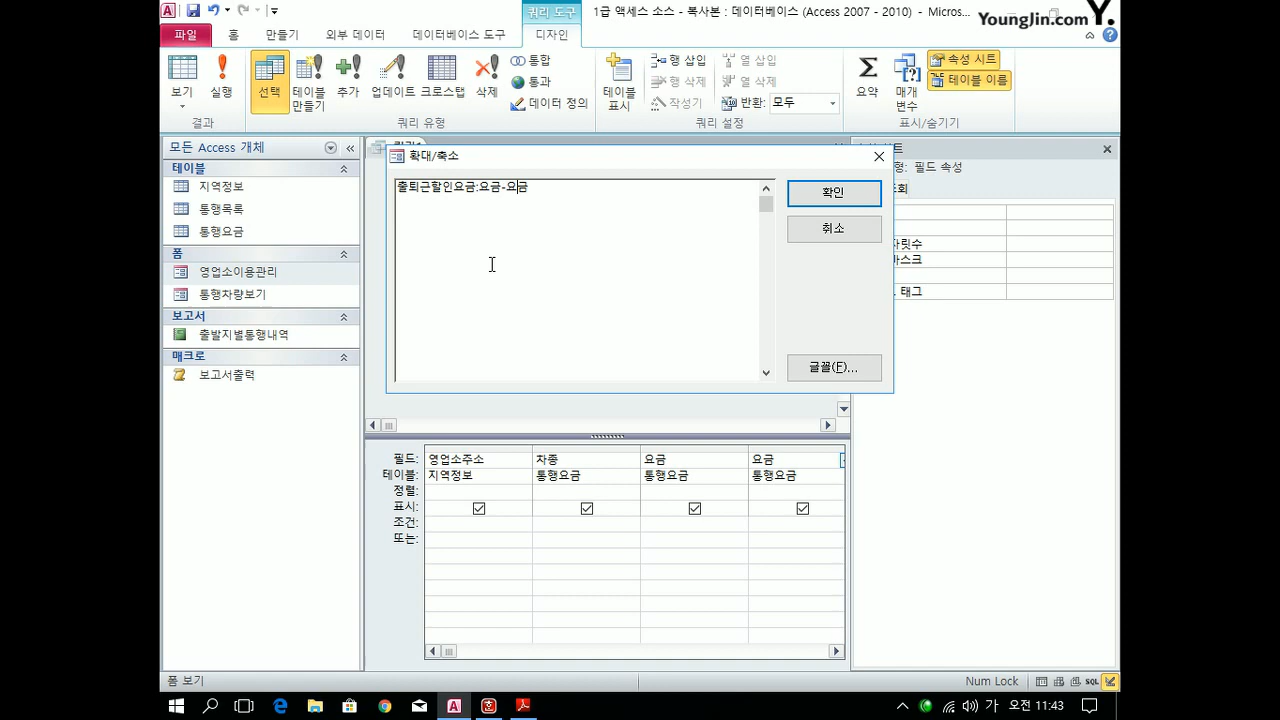 1급 액세스 소스 - 복사본 : 데이터베이스 (Access 2007 - 2010) - Micros...
YoungJin.com Y.
쿼리 도구
파일 홈 만들기 외부 데이터 데이터베이스 도구 디자인
보기 실행 선택 테이블 만들기 추가 업데이트 크로스탭 삭제
통합
통과
데이터 정의
테이블 표시
행 삽입
행 삭제
작성기
열 삽입
열 삭제
반환: 모두
요약 매개 변수
속성 시트
테이블 이름
결과 쿼리 유형 쿼리 설정 표시/숨기기
모든 Access 개체
테이블
지역정보
통행목록
통행요금
폼
영업소이용관리
통행차량보기
보고서
출발지별통행내역
매크로
보고서출력
확대/축소
출퇴근할인요금:요금-요금
확인
취소
글꼴(F)...
필드 속성
태그
필드: 영업소주소 차종 요금 요금
테이블: 지역정보 통행요금 통행요금 통행요금
정렬:
표시:
조건:
또는:
폼 보기
Num Lock
SQL
가 오전 11:43